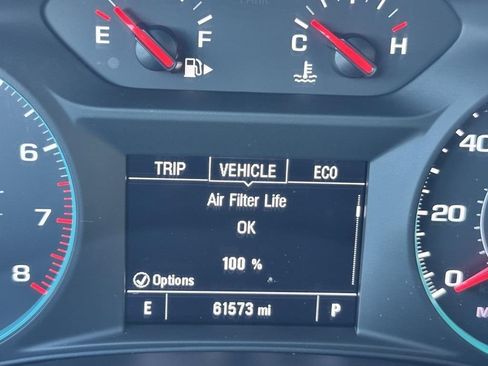 E F C H
TRIP VEHICLE ECO
Air Filter Life
OK
100 %
Options
E 61573 mi P
6
7
8
40
20
0
M